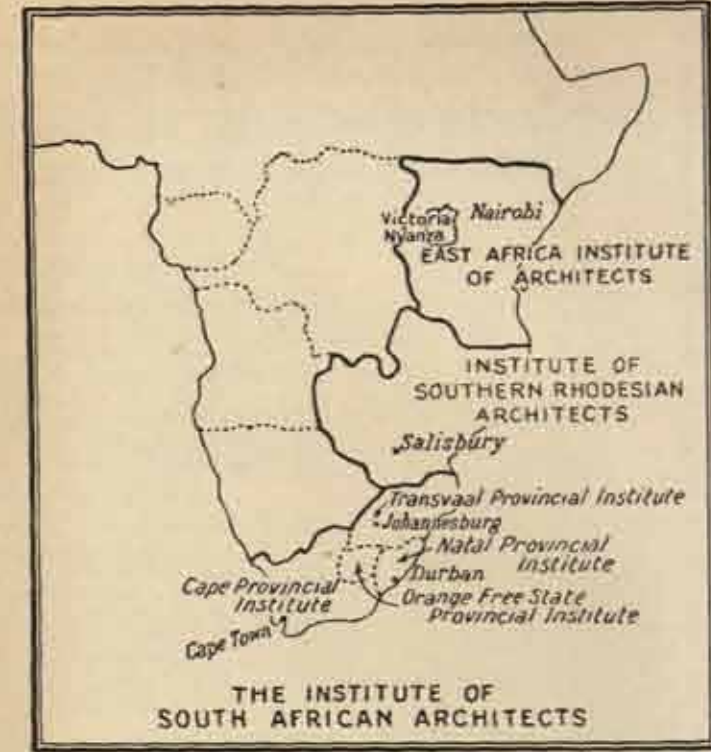 Victoria
Nyanza
Nairobi
EAST AFRICA INSTITUTE
OF ARCHITECTS
INSTITUTE OF
SOUTHERN RHODESIAN
ARCHITECTS
Salisbury
Transvaal Provincial Institute
Johannesburg
Natal Provincial
Institute
Durban
Cape Provincial
Institute
Orange Free State
Provincial Institute
Cape Town
THE INSTITUTE OF
SOUTH AFRICAN ARCHITECTS